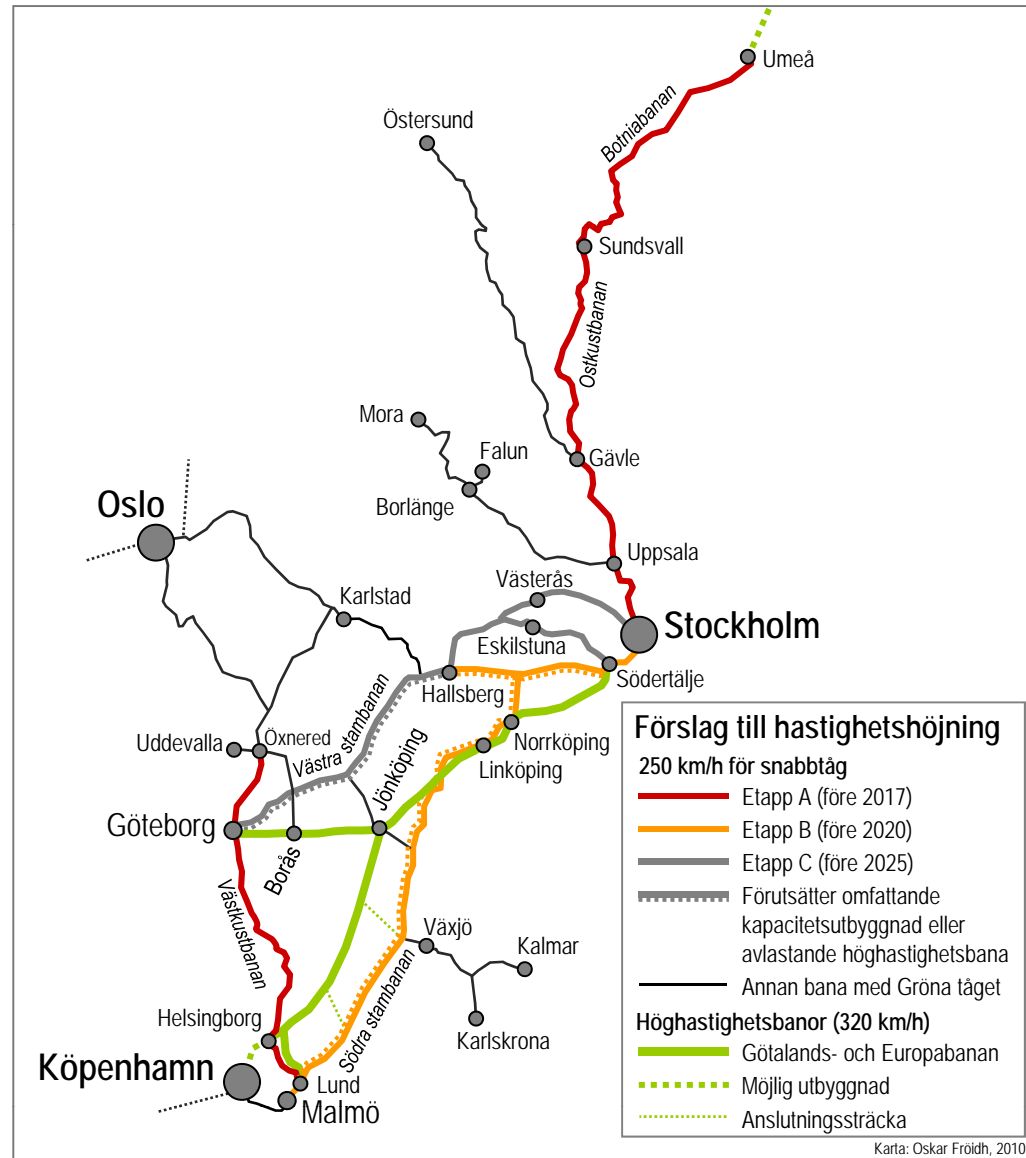 Umeå
Botniabanan
Östersund
Sundsvall
Ostkustbanan
Mora
Falun
Gävle
Borlänge
Oslo
Uppsala
Västerås
Karlstad
Stockholm
Eskilstuna
Södertälje
Hallsberg
Västra stambanan
Norrköping
Uddevalla
Öxnered
Linköping
Jönköping
Göteborg
Borås
Västkustbanan
Växjö
Kalmar
Södra stambanan
Karlskrona
Helsingborg
Köpenhamn
Lund
Malmö
Förslag till hastighetshöjning
250 km/h för snabbtåg
Etapp A (före 2017)
Etapp B (före 2020)
Etapp C (före 2025)
Förutsätter omfattande
kapacitetsutbyggnad eller
avlastande höghastighetsbana
Annan bana med Gröna tåget
Höghastighetsbanor (320 km/h)
Götalands- och Europabanan
Möjlig utbyggnad
Anslutningssträcka
Karta: Oskar Fröidh, 2010